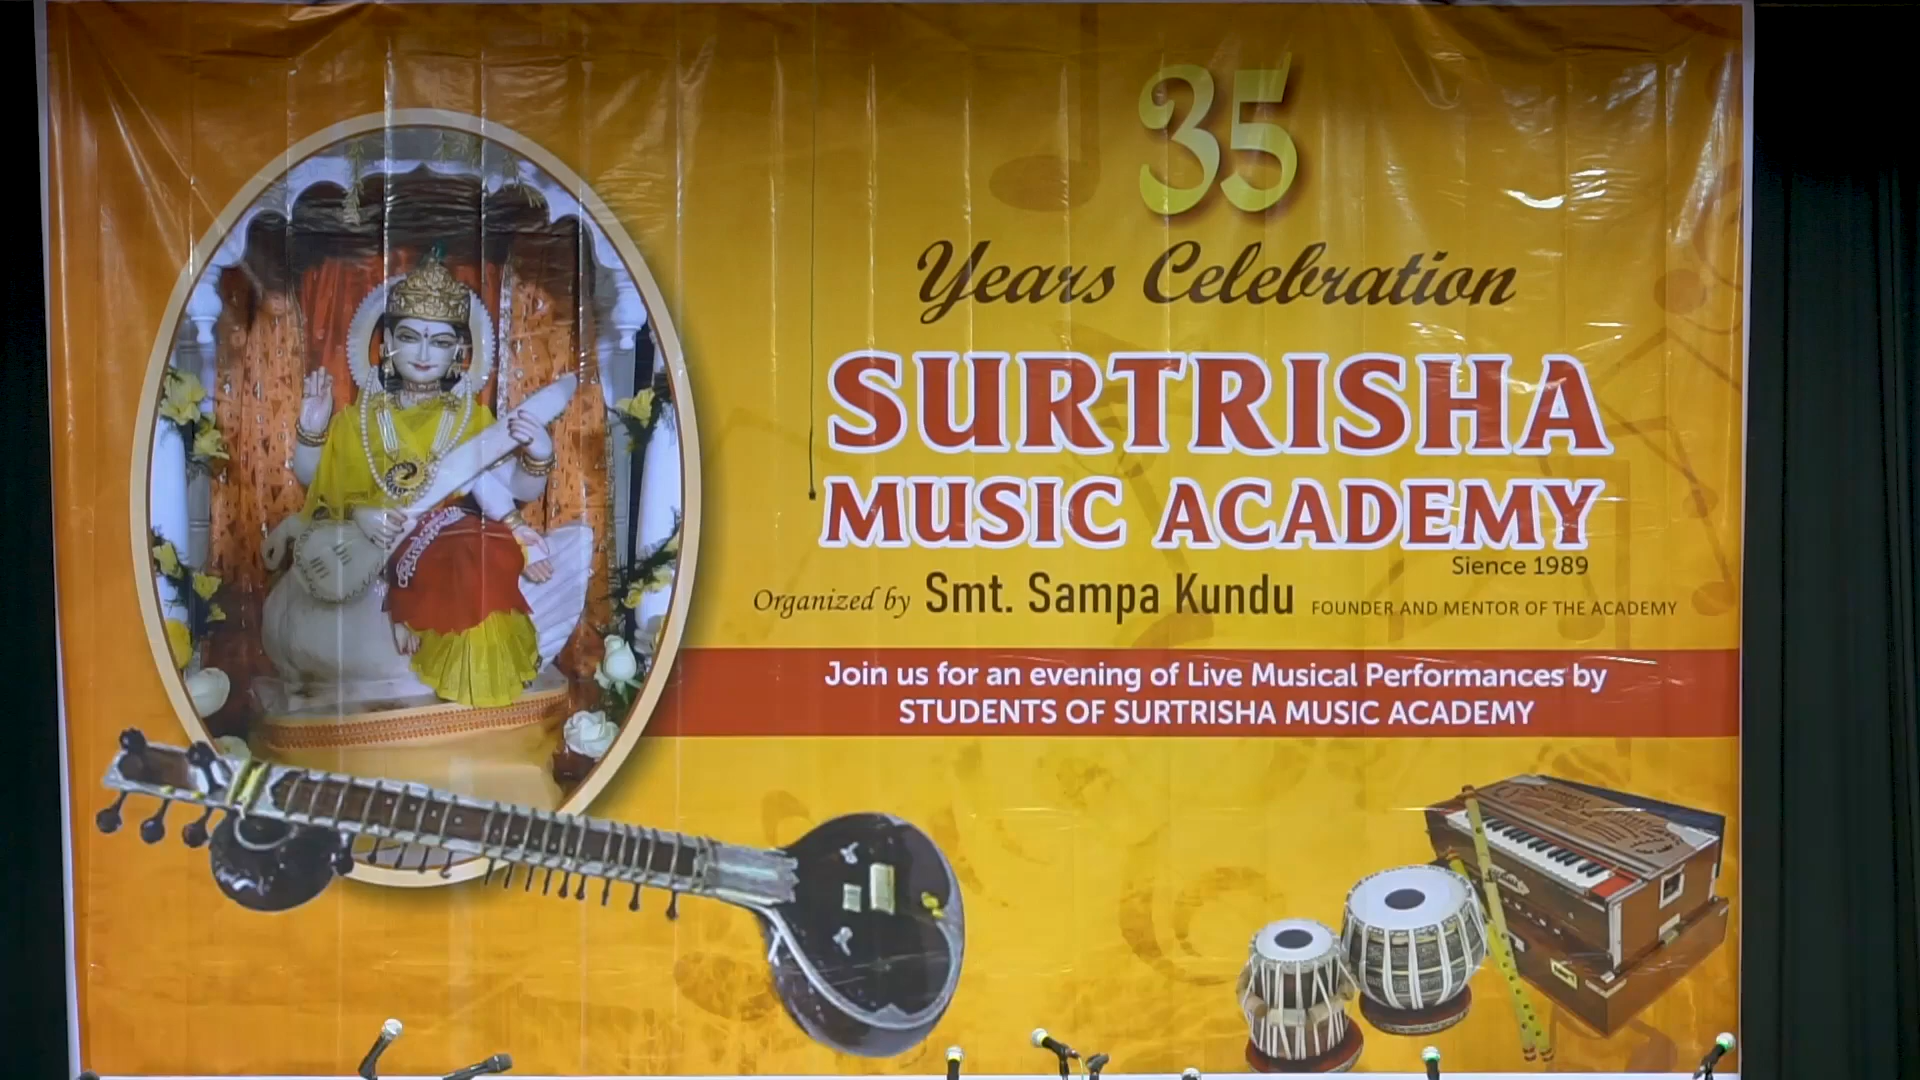 35
Years Celebration
SURTRISHA
MUSIC ACADEMY
Sience 1989
Organized by Smt. Sampa Kundu FOUNDER AND MENTOR OF THE ACADEMY
Join us for an evening of Live Musical Performances by
STUDENTS OF SURTRISHA MUSIC ACADEMY